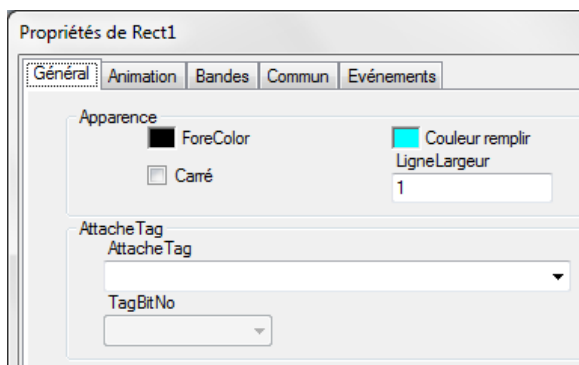 Propriétés de Rect1
Général Animation Bandes Commun Evénements
Apparence
ForeColor Couleur remplir
LigneLargeur
Carré
1
AttacheTag
AttacheTag
TagBitNo